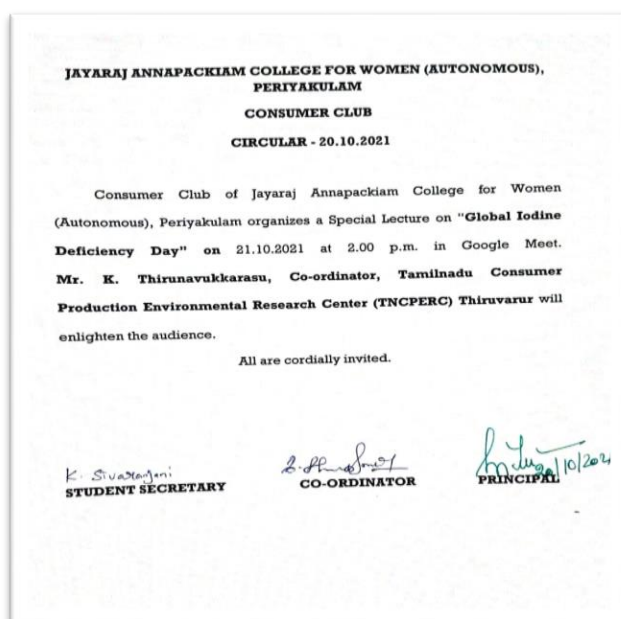 JAYARAJ ANNAPACKIAM COLLEGE FOR WOMEN (AUTONOMOUS),
PERIYAKULAM
CONSUMER CLUB
CIRCULAR - 20.10.2021
Consumer Club of Jayaraj Annapackiam College for Women
(Autonomous), Periyakulam organizes a Special Lecture on "Global Iodine
Deficiency Day" on 21.10.2021 at 2.00 p.m. in Google Meet.
Mr. K. Thirunavukkarasu, Co-ordinator, Tamilnadu Consumer
Production Environmental Research Center (TNCPERC) Thiruvarur will
enlighten the audience.
All are cordially invited.
K. Sivaranjani
20/10/2021
STUDENT SECRETARY CO-ORDINATOR PRINCIPAL